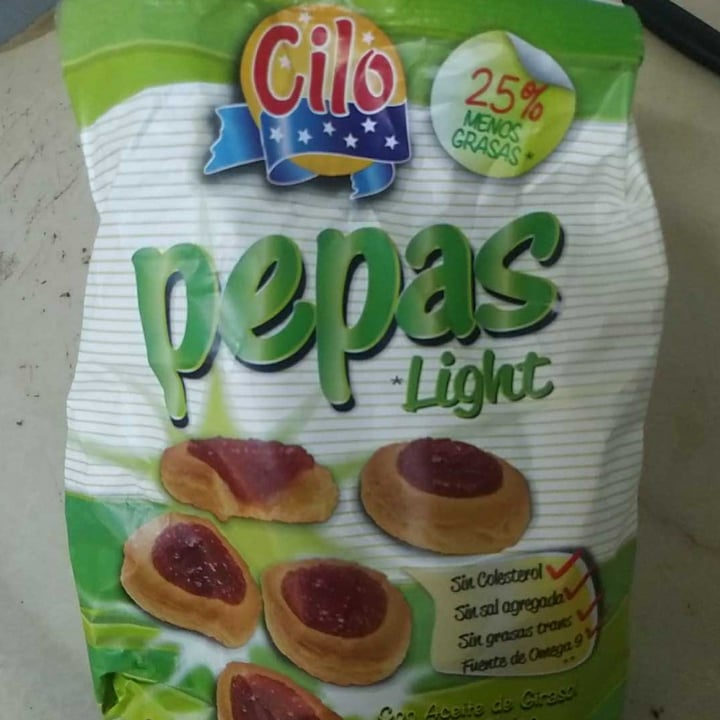 Cilo
25%
MENOS
GRASAS*
pepas
*Light
Sin Colesterol
Sin sal agregada
Sin grasas trans
Fuente de Omega 9
**
Con Aceite de Girasol